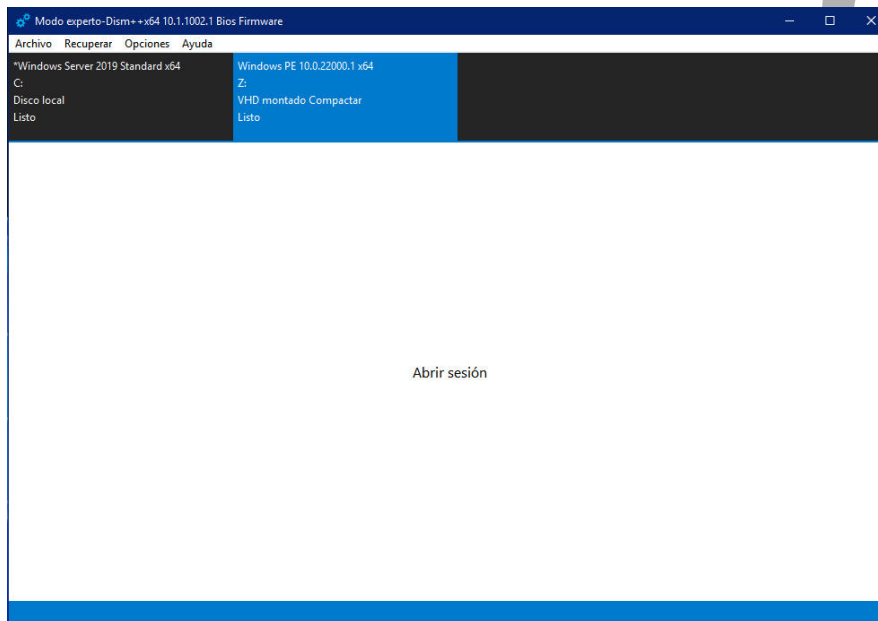 Modo experto-Dism++x64 10.1.1002.1 Bios Firmware
Archivo Recuperar Opciones Ayuda
*Windows Server 2019 Standard x64
C:
Disco local
Listo
Windows PE 10.0.22000.1 x64
Z:
VHD montado Compactar
Listo
Abrir sesión